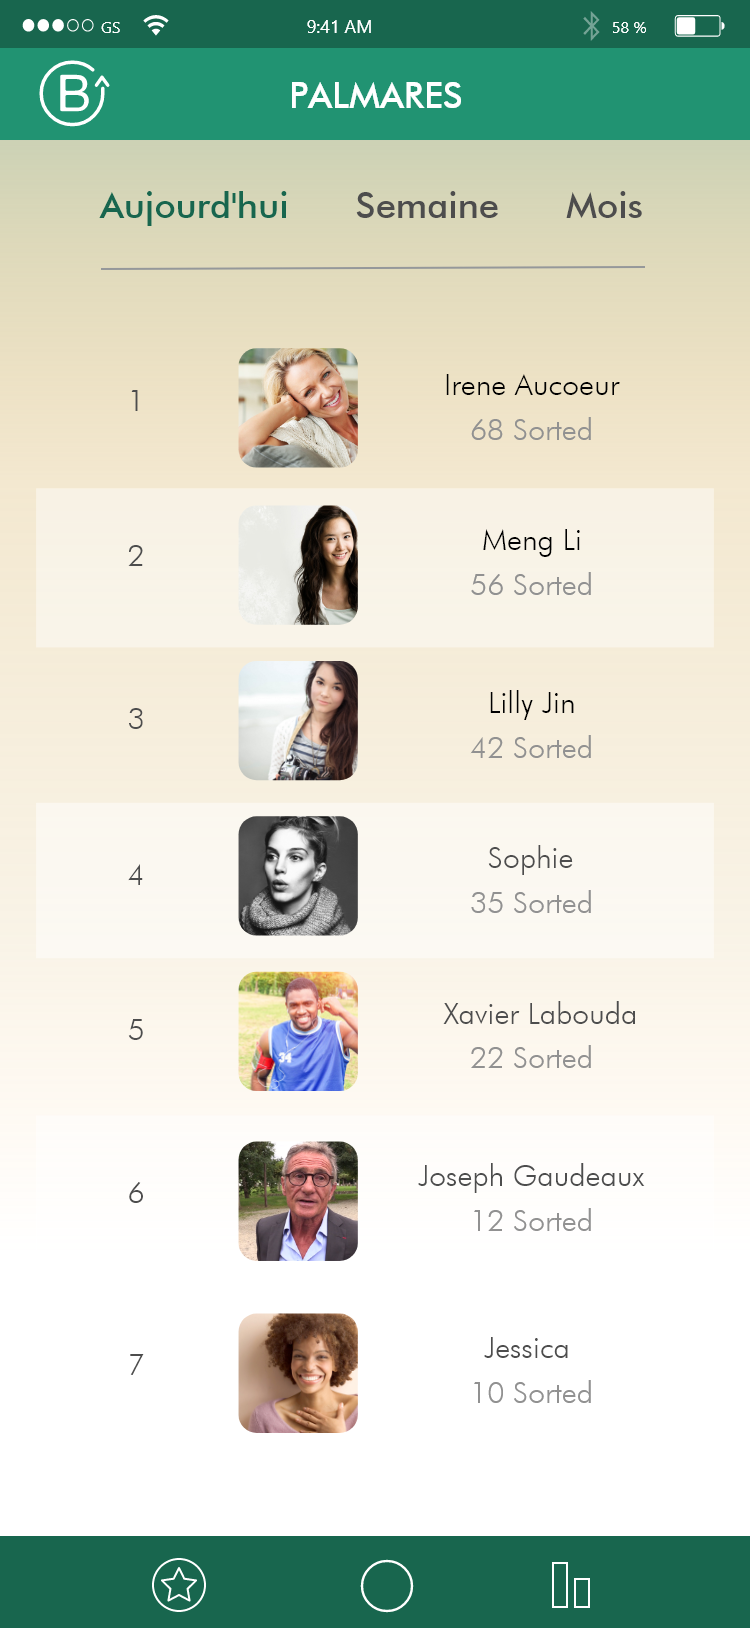 GS 9:41 AM 58 %
B PALMARES
Aujourd'hui Semaine Mois
1
Irene Aucoeur
68 Sorted
2
Meng Li
56 Sorted
3
Lilly Jin
42 Sorted
4
Sophie
35 Sorted
5
34
Xavier Labouda
22 Sorted
6
Joseph Gaudeaux
12 Sorted
7
Jessica
10 Sorted